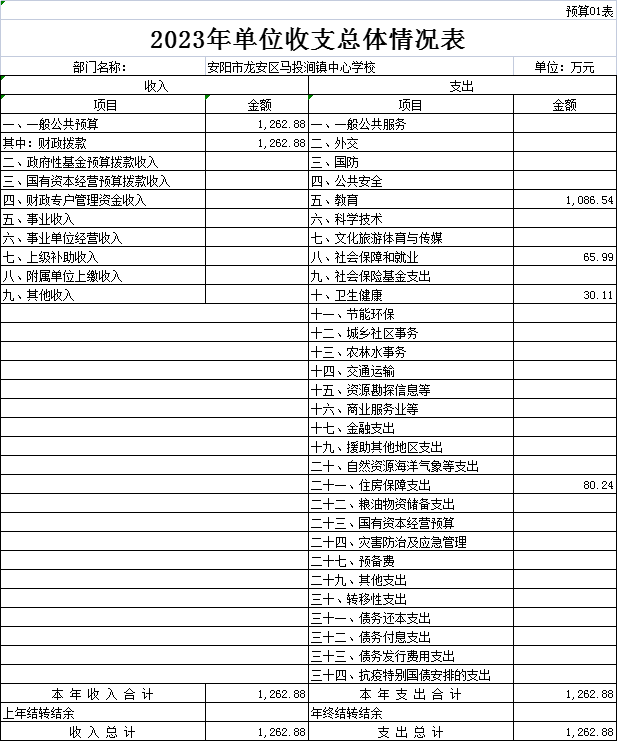 预算01表
2023年单位收支总体情况表
部门名称： 安阳市龙安区马投涧镇中心学校 单位：万元
收入 支出
项目 金额 项目 金额
一、一般公共预算 1,262.88 一、一般公共服务
其中：财政拨款 1,262.88 二、外交
二、政府性基金预算拨款收入 三、国防
三、国有资本经营预算拨款收入 四、公共安全
四、财政专户管理资金收入 五、教育 1,086.54
五、事业收入 六、科学技术
六、事业单位经营收入 七、文化旅游体育与传媒
七、上级补助收入 八、社会保障和就业 65.99
八、附属单位上缴收入 九、社会保险基金支出
九、其他收入 十、卫生健康 30.11
十一、节能环保
十二、城乡社区事务
十三、农林水事务
十四、交通运输
十五、资源勘探信息等
十六、商业服务业等
十七、金融支出
十九、援助其他地区支出
二十、自然资源海洋气象等支出
二十一、住房保障支出 80.24
二十二、粮油物资储备支出
二十三、国有资本经营预算
二十四、灾害防治及应急管理
二十七、预备费
二十九、其他支出
三十、转移性支出
三十一、债务还本支出
三十二、债务付息支出
三十三、债务发行费用支出
三十四、抗疫特别国债安排的支出
本 年 收 入 合 计 1,262.88 本 年 支 出 合 计 1,262.88
上年结转结余 年终结转结余
收 入 总 计 1,262.88 支 出 总 计 1,262.88